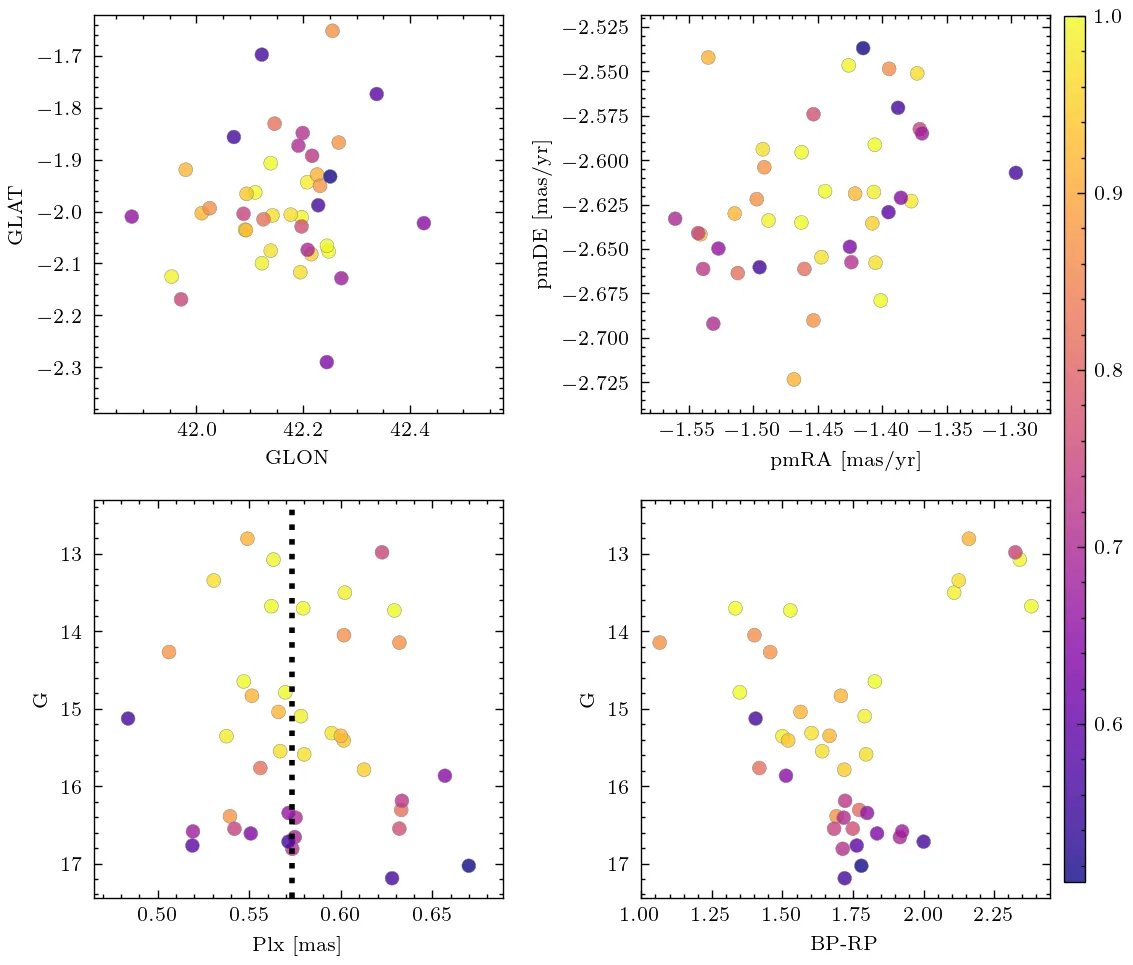 −1.7
−1.8
−1.9
−2.0
−2.1
−2.2
−2.3
GLAT
42.0 42.2 42.4
GLON
−2.525
−2.550
−2.575
−2.600
−2.625
−2.650
−2.675
−2.700
−2.725
pmDE [mas/yr]
−1.55 −1.50 −1.45 −1.40 −1.35 −1.30
pmRA [mas/yr]
13
14
15
16
17
G
0.50 0.55 0.60 0.65
Plx [mas]
13
14
15
16
17
G
1.00 1.25 1.50 1.75 2.00 2.25
BP-RP
1.0
0.9
0.8
0.7
0.6